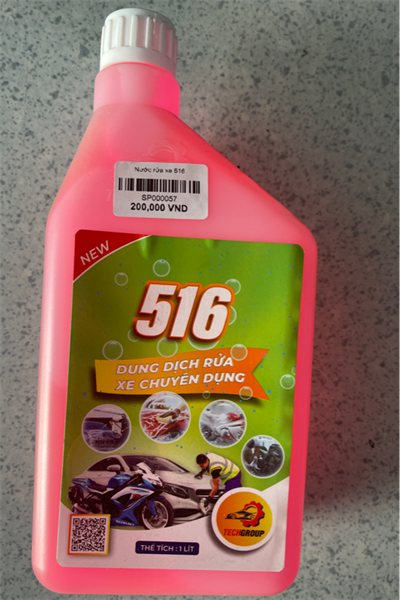 Nước rửa xe 516
SP000057
200,000 VND
NEW
516
DUNG DỊCH RỬA
XE CHUYÊN DỤNG
TECHGROUP
THỂ TÍCH : 1 LÍT